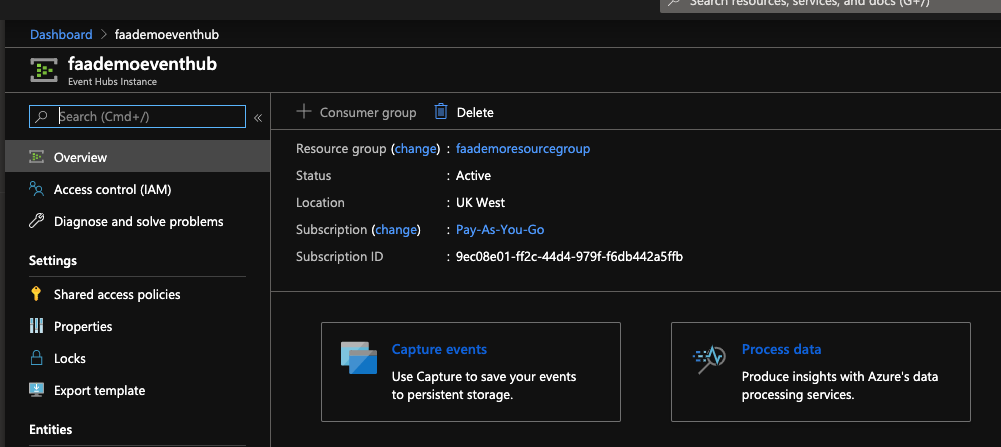 Search resources, services, and docs (G+/)
Dashboard > faademoeventhub
faademoeventhub
Event Hubs Instance
Search (Cmd+/)
«
+ Consumer group Delete
Overview
Access control (IAM)
Diagnose and solve problems
Settings
Shared access policies
Properties
Locks
Export template
Entities
Resource group (change) : faademoresourcegroup
Status : Active
Location : UK West
Subscription (change) : Pay-As-You-Go
Subscription ID : 9ec08e01-ff2c-44d4-979f-f6db442a5ffb
Capture events
Use Capture to save your events
to persistent storage.
Process data
Produce insights with Azure's data
processing services.